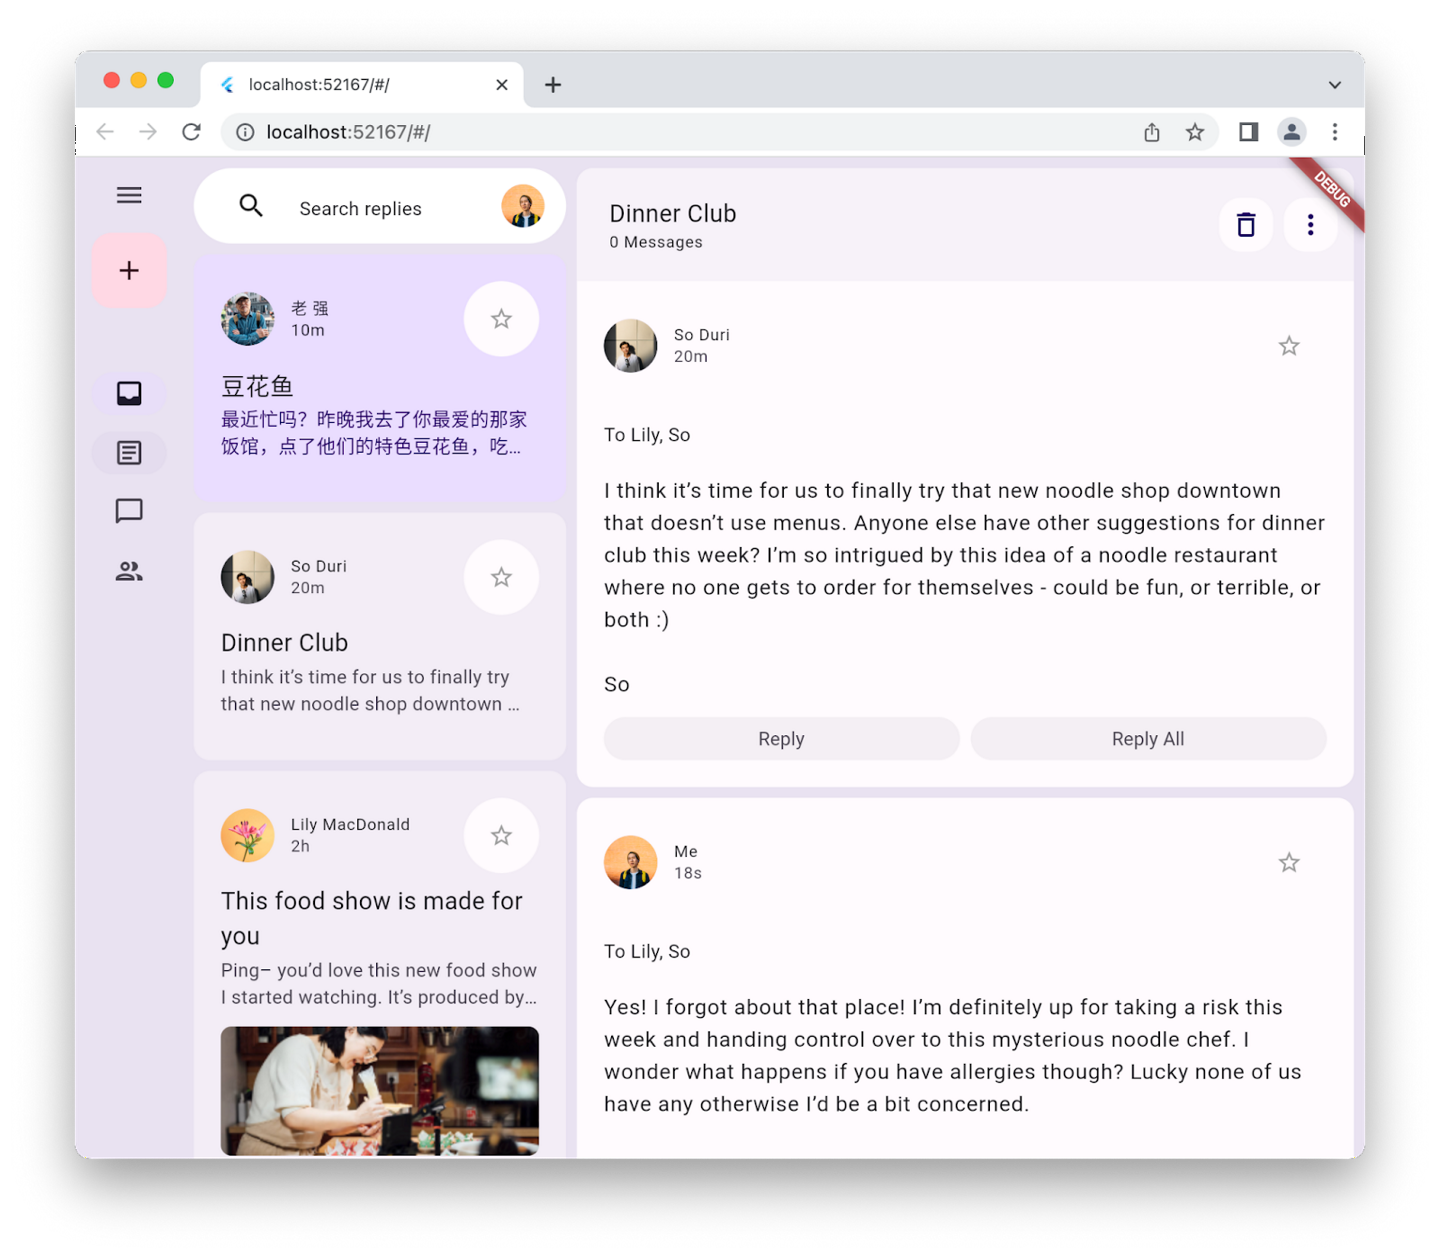 localhost:52167/#/
localhost:52167/#/
DEBUG
Search replies
老 强
10m
豆花鱼
最近忙吗？昨晚我去了你最爱的那家
饭馆，点了他们的特色豆花鱼，吃…
So Duri
20m
Dinner Club
I think it’s time for us to finally try
that new noodle shop downtown …
Lily MacDonald
2h
This food show is made for
you
Ping– you’d love this new food show
I started watching. It’s produced by…
Dinner Club
0 Messages
So Duri
20m
To Lily, So
I think it’s time for us to finally try that new noodle shop downtown
that doesn’t use menus. Anyone else have other suggestions for dinner
club this week? I’m so intrigued by this idea of a noodle restaurant
where no one gets to order for themselves - could be fun, or terrible, or
both :)
So
Reply
Reply All
Me
18s
To Lily, So
Yes! I forgot about that place! I’m definitely up for taking a risk this
week and handing control over to this mysterious noodle chef. I
wonder what happens if you have allergies though? Lucky none of us
have any otherwise I’d be a bit concerned.